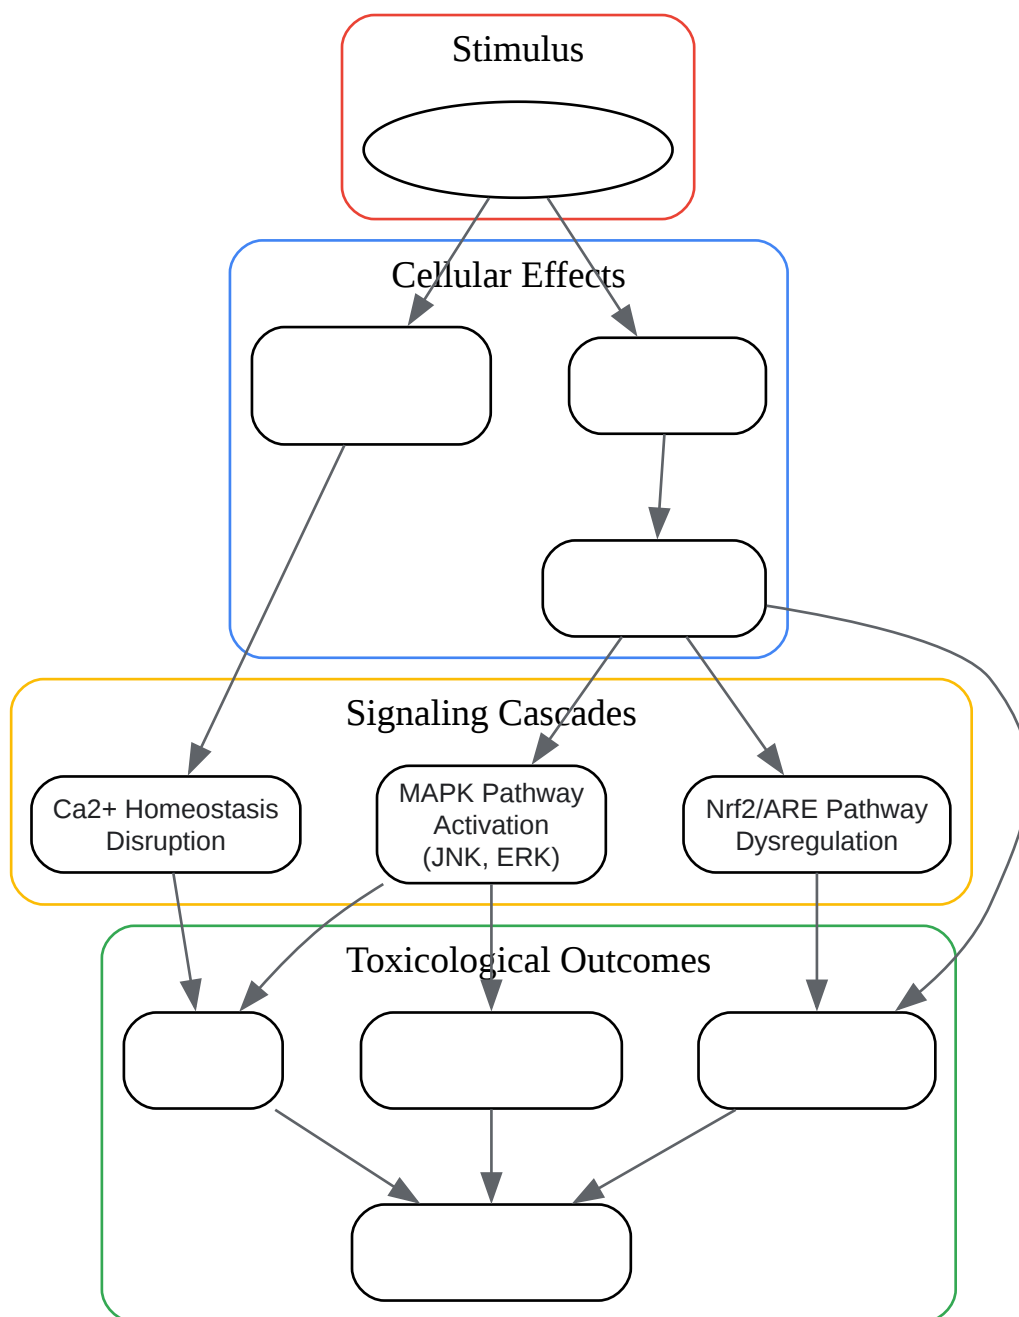 Stimulus
Cellular Effects
Signaling Cascades
Ca2+ Homeostasis
Disruption
MAPK Pathway
Activation
(JNK, ERK)
Nrf2/ARE Pathway
Dysregulation
Toxicological Outcomes